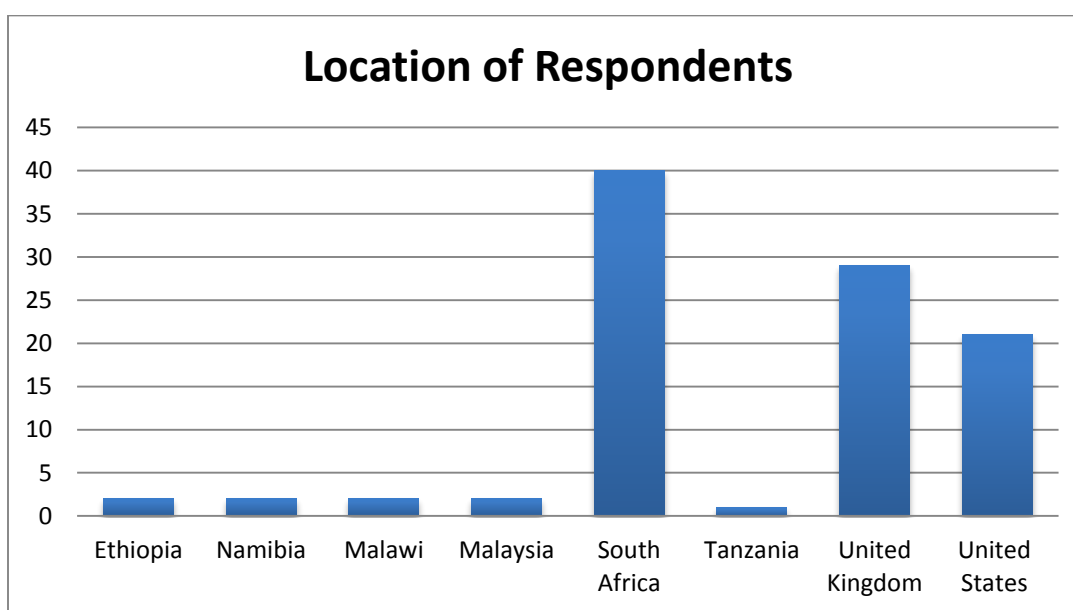 Location of Respondents
45
40
35
30
25
20
15
10
5
0
Ethiopia
Namibia
Malawi
Malaysia
South
Africa
Tanzania
United
Kingdom
United
States